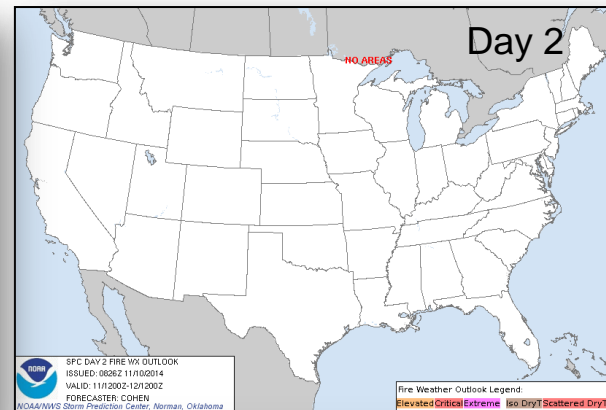 Day 2
NO AREAS
NOAA
SPC DAY 2 FIRE WX OUTLOOK
ISSUED: 0826Z 11/10/2014
VALID: 11/1200Z-12/1200Z
FORECASTER: COHEN
NOAA/NWS Storm Prediction Center, Norman, Oklahoma
Fire Weather Outlook Legend:
Elevated Critical Extreme Iso DryT Scattered DryT